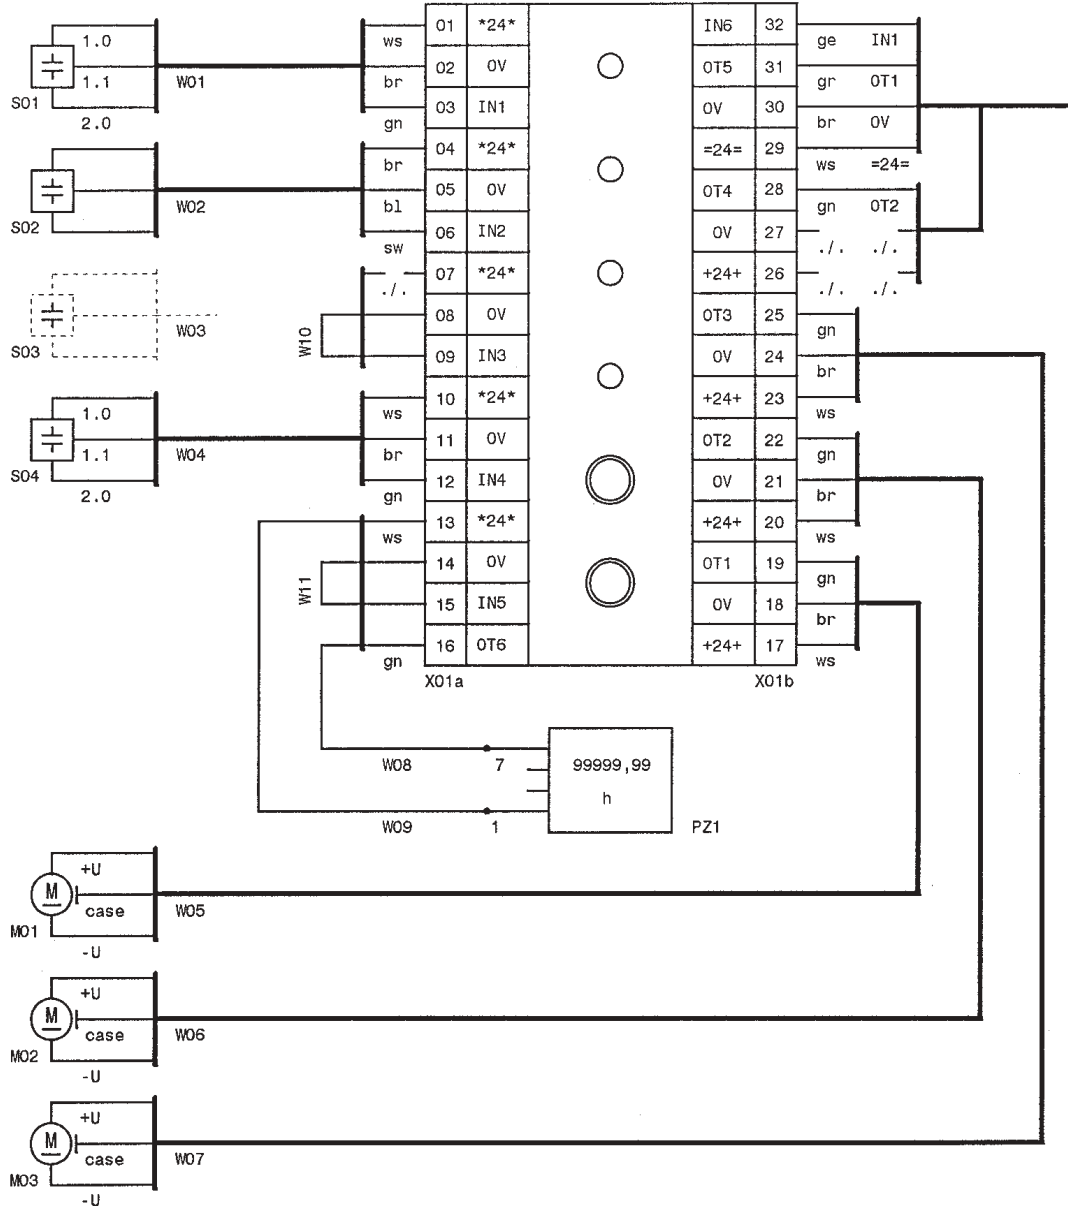 01 *24* IN6 32
1.0 ws ge IN1
02 0V OT5 31
1.1 W01 br gr OT1
S01 03 IN1 0V 30
2.0 gn br 0V
04 *24* =24= 29
br ws =24=
05 0V OT4 28
W02 bl gn OT2
S02 06 IN2 0V 27
sw ./. ./.
07 *24* +24+ 26
./. ./. ./.
08 0V OT3 25
W03 W10 gn
S03 09 IN3 0V 24
br
10 *24* +24+ 23
1.0 ws ws
11 0V OT2 22
1.1 W04 br gn
S04 12 IN4 0V 21
2.0 gn br
13 *24* +24+ 20
ws ws
14 0V OT1 19
W11 gn
15 IN5 0V 18
br
16 OT6 +24+ 17
gn ws
X01a X01b
W08 7 99999,99
h
W09 1 PZ1
+U
M
case W05
M01
-U
+U
M
case W06
M02
-U
+U
M
case W07
M03
-U